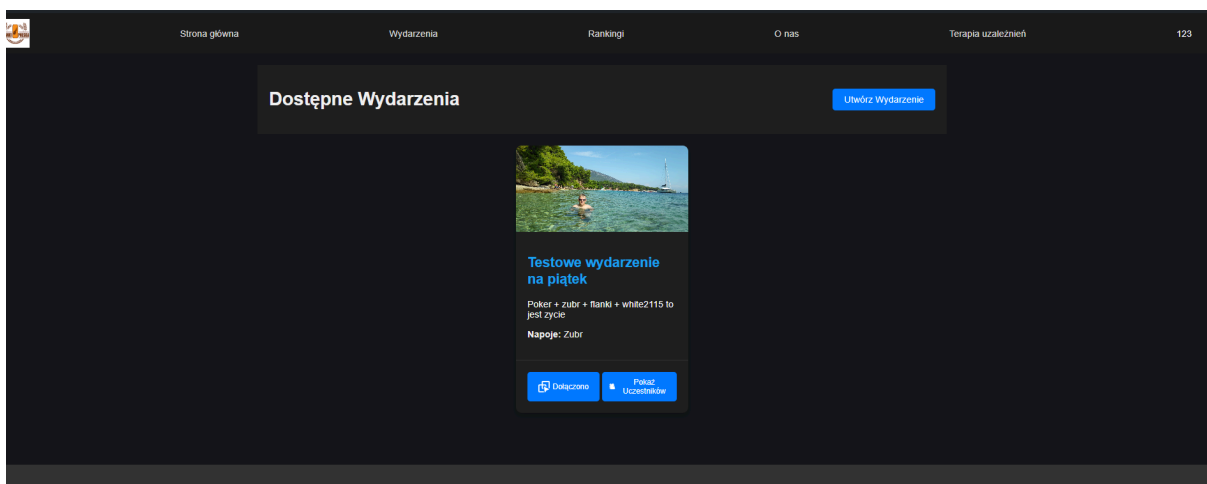 Strona główna Wydarzenia Rankingi O nas Terapia uzależnień 123
Dostępne Wydarzenia
Utwórz Wydarzenie
Testowe wydarzenie
na piątek
Poker + zubr + flanki + white2115 to
jest zycie
Napoje: Zubr
Dołączono
Pokaż
Uczestników